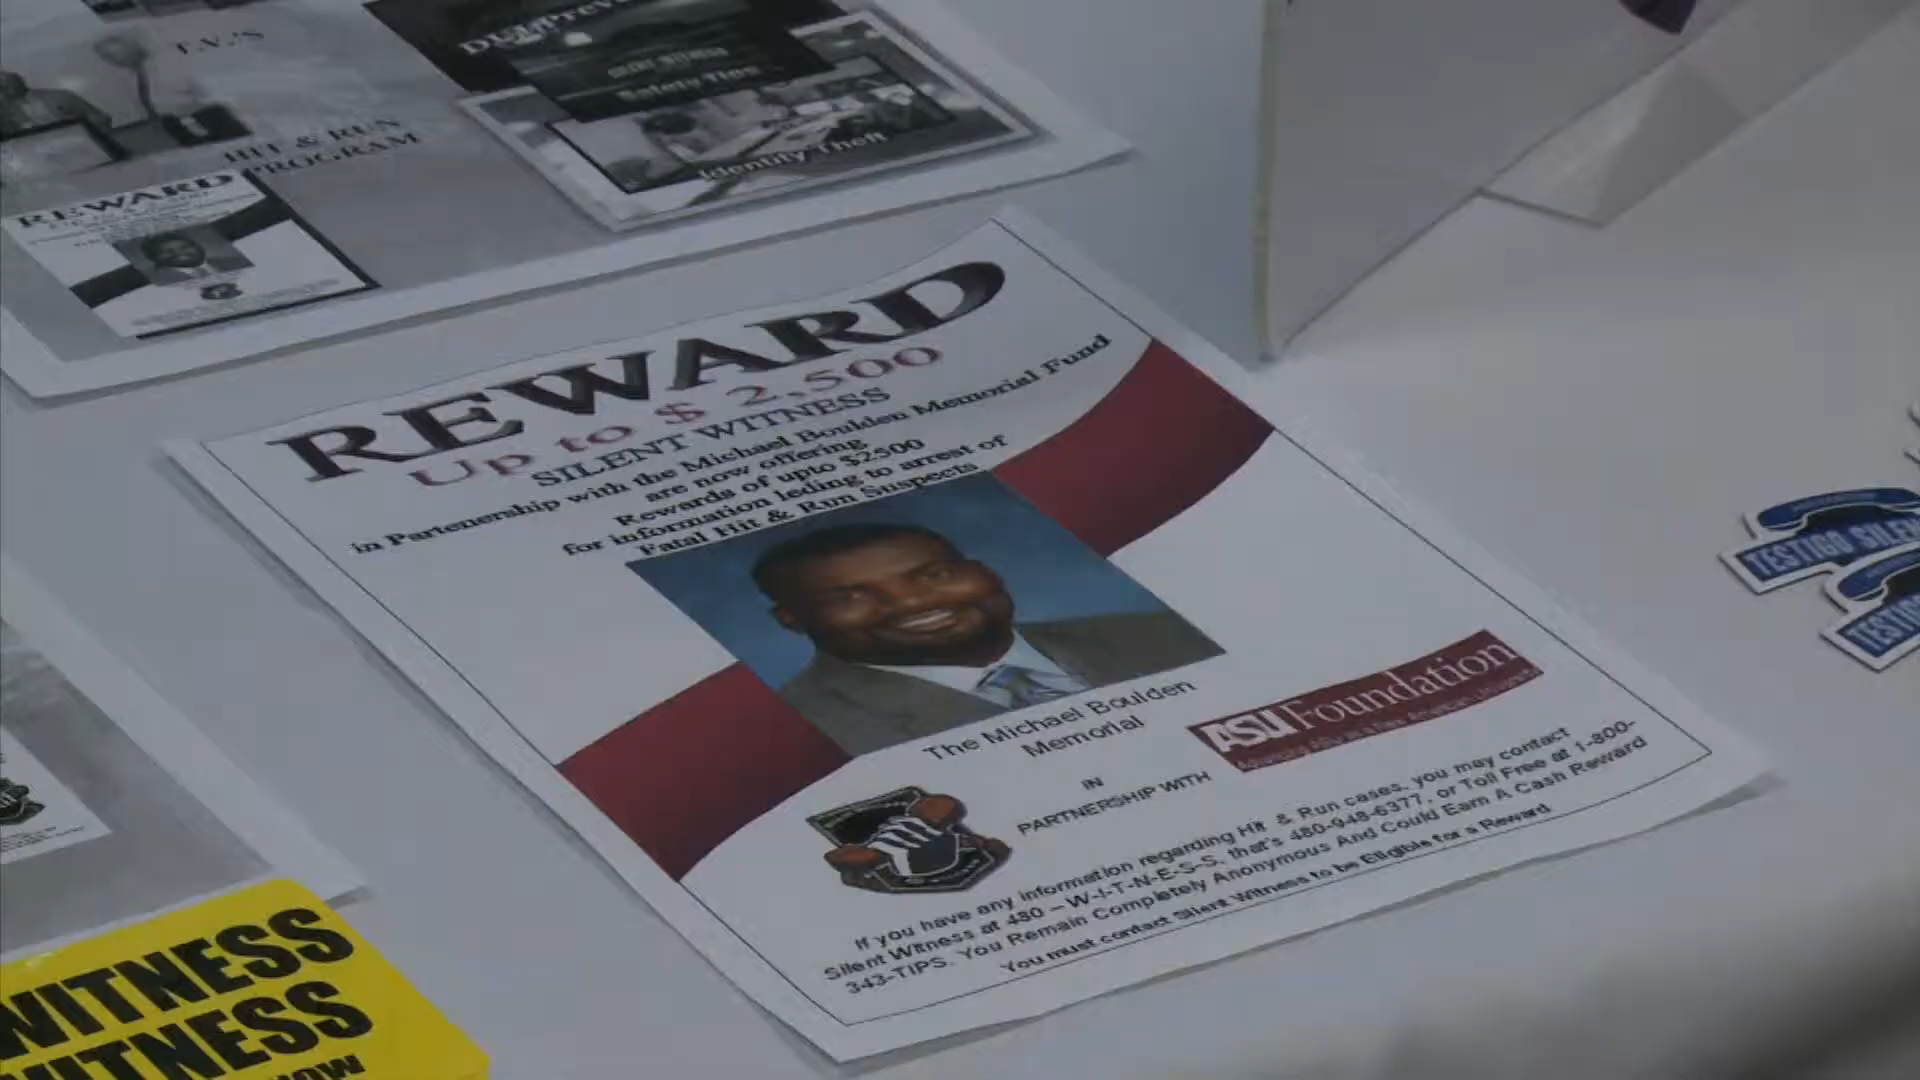 T.V.'S
HIT & RUN
PROGRAM
REWARD
SILENT WITNESS
Safety Tips
Identity Theft
REWARD
Up to $ 2,500
SILENT WITNESS
in Partenership with the Michael Boulden Memorial Fund
are now offering
Rewards of upto $2500
for information leding to arrest of
Fatal Hit & Run Suspects
The Michael Boulden
Memorial
IN
PARTNERSHIP WITH
ASU Foundation
If you have any information regarding Hit & Run cases, you may contact
Silent Witness at 480 – W-I-T-N-E-S-S, that's 480-948-6377, or Toll Free at 1-800-
343-TIPS. You Remain Completely Anonymous And Could Earn A Cash Reward
You must contact Silent Witness to be Eligible for a Reward
TESTIGO SILEN
TESTIG
WITNESS
WITNESS